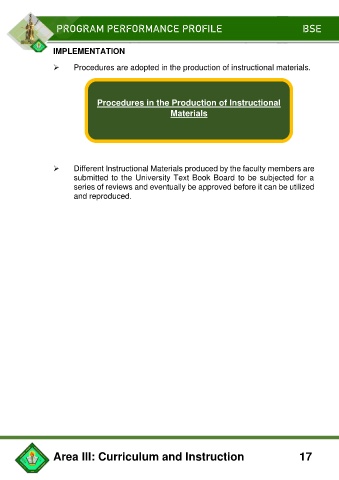 PROGRAM PERFORMANCE PROFILE BSE
IMPLEMENTATION
➢ Procedures are adopted in the production of instructional materials.
Procedures in the Production of Instructional
Materials
➢ Different Instructional Materials produced by the faculty members are
submitted to the University Text Book Board to be subjected for a
series of reviews and eventually be approved before it can be utilized
and reproduced.
Area III: Curriculum and Instruction 17